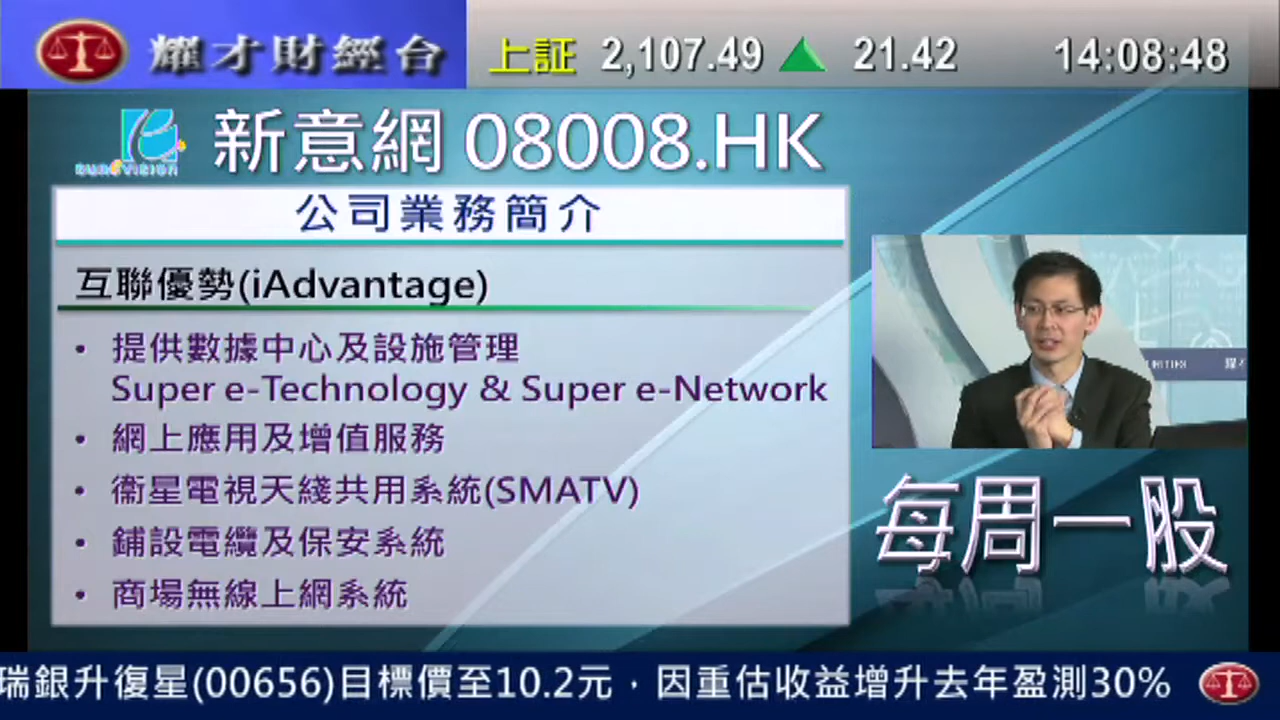 耀才財經台
上証 2,107.49 ▲ 21.42 14:08:48
新意網 08008.HK
公司業務簡介
互聯優勢(iAdvantage)
• 提供數據中心及設施管理
Super e-Technology & Super e-Network
• 網上應用及增值服務
• 衞星電視天綫共用系統(SMATV)
• 鋪設電纜及保安系統
• 商場無線上網系統
每周一股
瑞銀升復星(00656)目標價至10.2元，因重估收益增升去年盈測30%